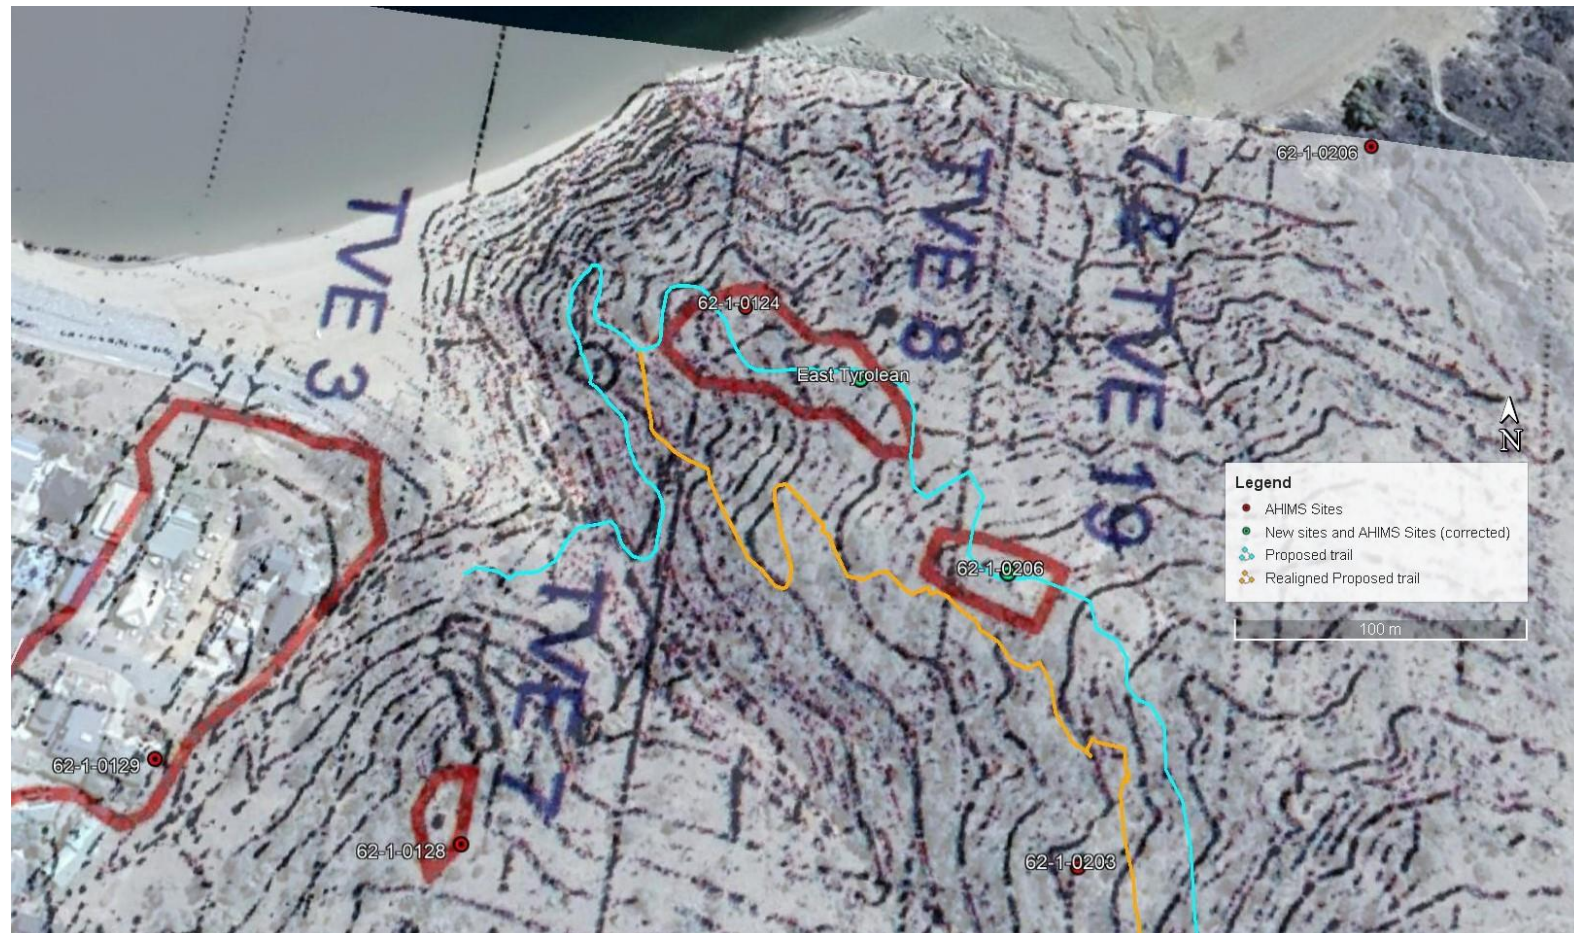 62-1-0206
TVE 3
TVE 8
7& TVE 19
62-1-0124
East Tyrolean
N
Legend
AHIMS Sites
New sites and AHIMS Sites (corrected)
Proposed trail
Realigned Proposed trail
100 m
62-1-0206
TVE 7
62-1-0129
62-1-0128
62-1-0203